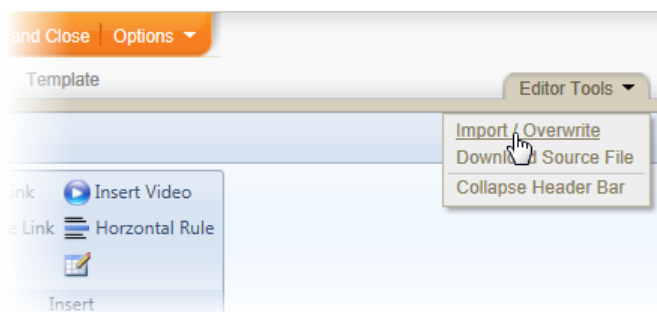 and Close Options
Template
Editor Tools
Import / Overwrite
Download Source File
Collapse Header Bar
Insert Video
Link Horzontal Rule
Insert